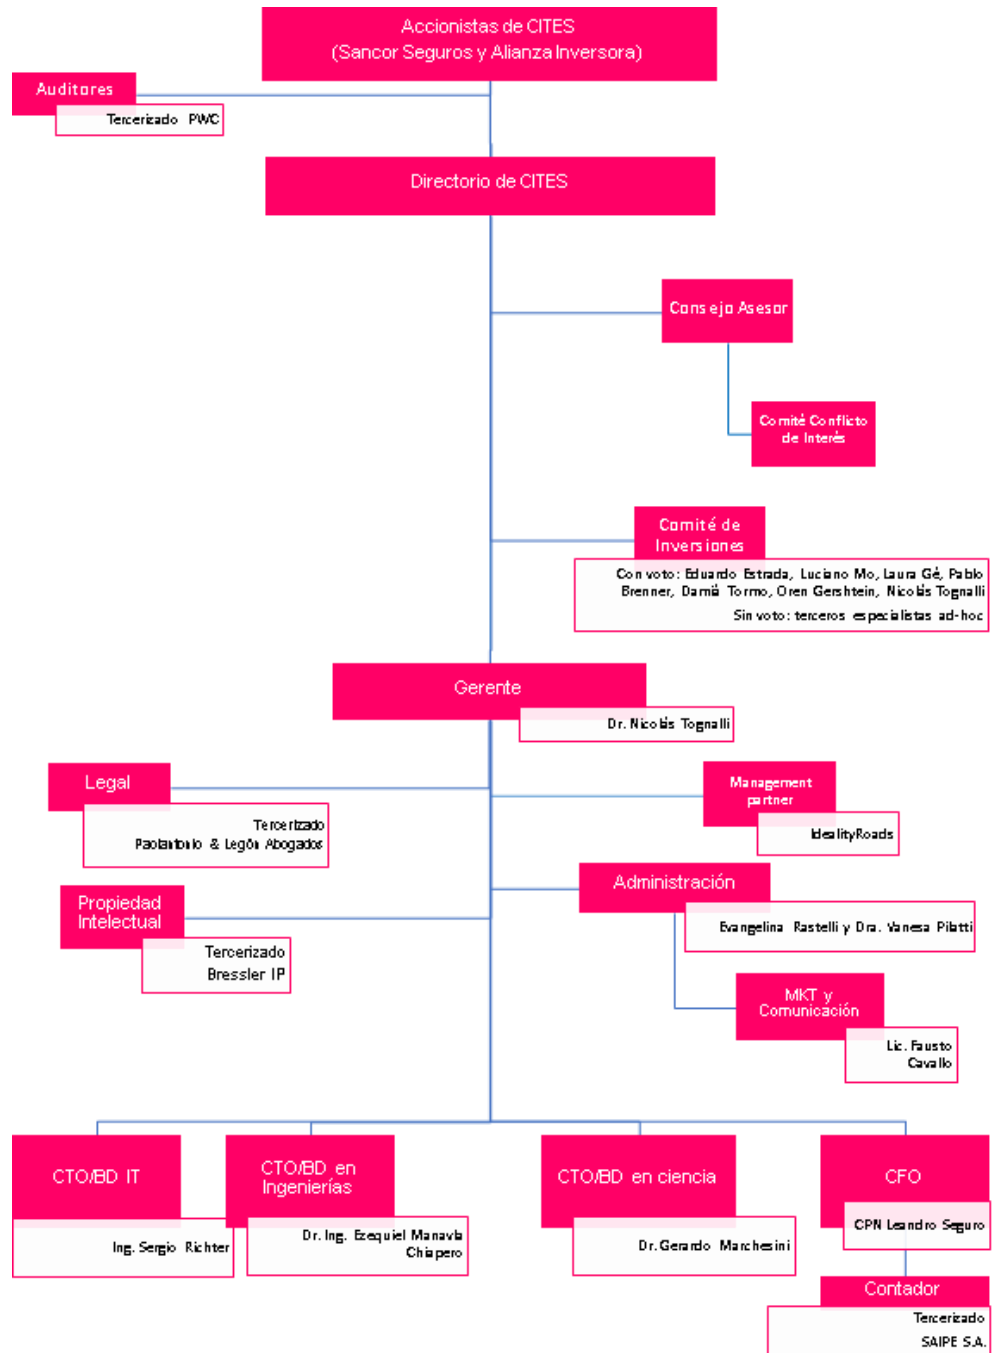 Accionistas de CITES
(Sancor Seguros y Alianza Inversora)
Auditores
Tercerizado PWC
Directorio de CITES
Consejo Asesor
Comité Conflicto
de Interés
Comité de
Inversiones
Con voto: Eduardo Estrada, Luciano Mo, Laura Gé, Pablo
Brenner, Damiá Tormo, Oren Gershtein, Nicolás Tognalli
Sin voto: terceros especialistas ad-hoc
Gerente
Dr. Nicolás Tognalli
Legal
Tercerizado
Paolantonio & Legón Abogados
Management
partner
IdealityRoads
Propiedad
Intelectual
Tercerizado
Bressler IP
Administración
Evangelina Rastelli y Dra. Vanesa Pilatti
MKT y
Comunicación
Lic. Fausto
Cavallo
CTO/BD IT
Ing. Sergio Richter
CTO/BD en
Ingenierías
Dr. Ing. Ezequiel Manavla
Chiapero
CTO/BD en ciencia
Dr. Gerardo Marchesini
CFO
CPN Leandro Seguro
Contador
Tercerizado
SAIPE S.A.